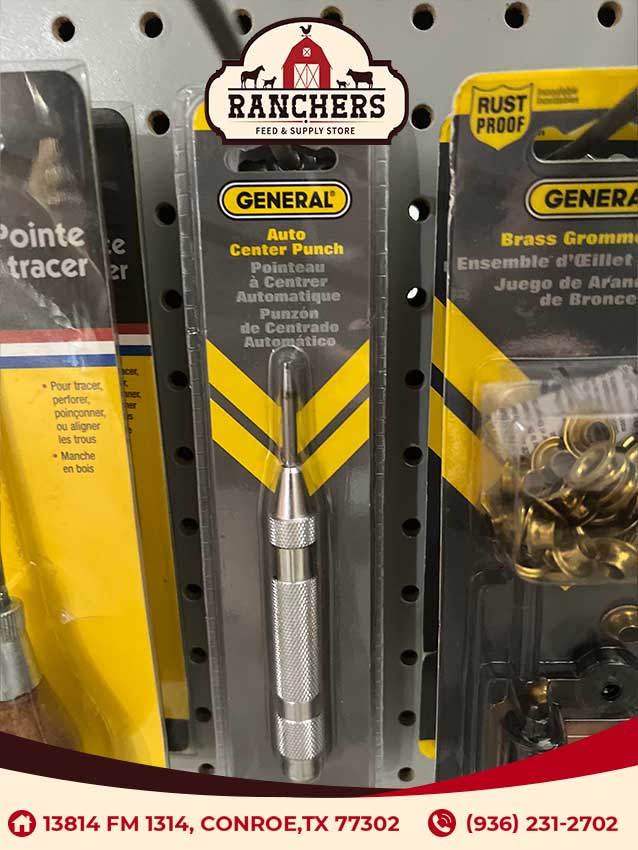 RANCHERS
FEED & SUPPLY STORE
Pointe
tracer
• Pour tracer,
perforer,
poinçonner,
ou aligner
les trous
• Manche
en bois
GENERAL®
Auto
Center Punch
Pointeau
à Centrer
Automatique
Punzón
de Centrado
Automático
RUST
PROOF
Inoxidable
GENERA
Brass Gromme
Ensemble d'Œillet
Juego de Aran
de Bronce
13814 FM 1314, CONROE,TX 77302
(936) 231-2702